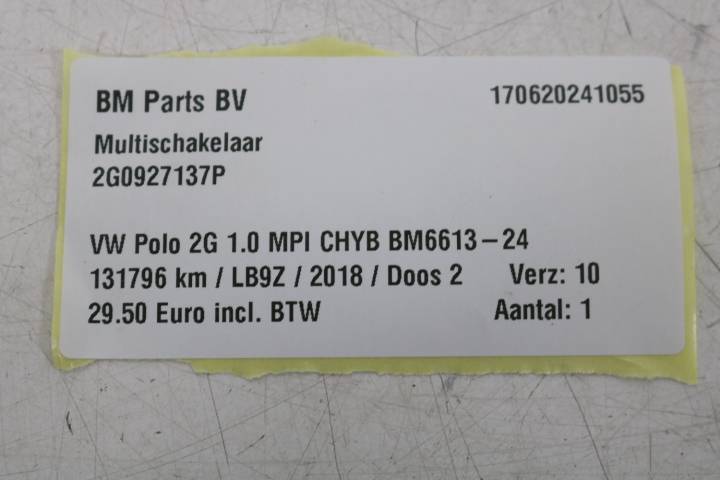 BM Parts BV 170620241055
Multischakelaar
2G0927137P
VW Polo 2G 1.0 MPI CHYB BM6613-24
131796 km / LB9Z / 2018 / Doos 2 Verz: 10
29.50 Euro incl. BTW Aantal: 1